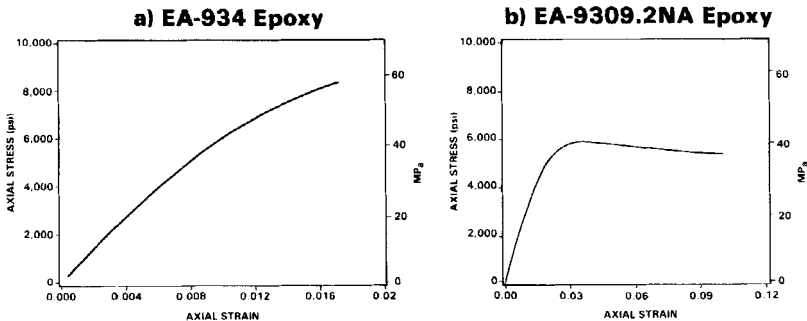 a) EA-934 Epoxy
10,000
8,000
6,000
4,000
2,000
0
AXIAL STRESS (psi)
60
40
20
0
MPa
0.000 0.004 0.008 0.012 0.016 0.02
AXIAL STRAIN
b) EA-9309.2NA Epoxy
10,000
8,000
6,000
4,000
2,000
0
AXIAL STRESS (psi)
60
40
20
0
MPa
0.00 0.03 0.06 0.09 0.12
AXIAL STRAIN